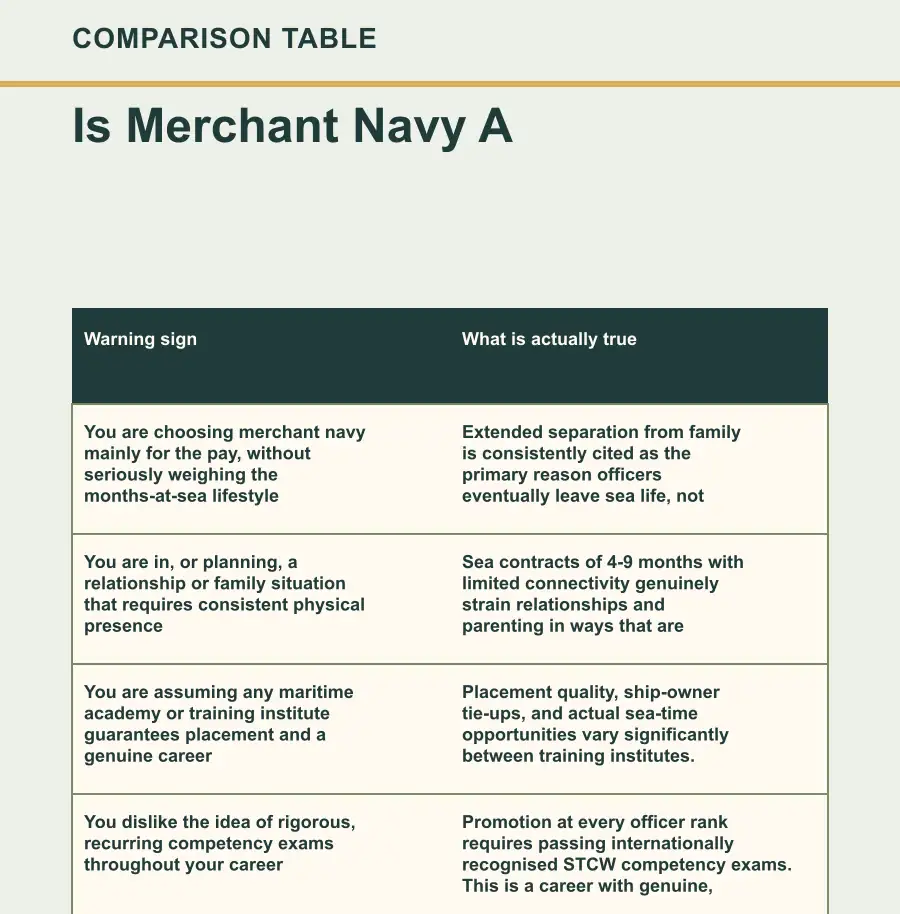 COMPARISON TABLE
Is Merchant Navy A
Warning sign
What is actually true
You are choosing merchant navy
mainly for the pay, without
seriously weighing the
months-at-sea lifestyle
Extended separation from family
is consistently cited as the
primary reason officers
eventually leave sea life, not
You are in, or planning, a
relationship or family situation
that requires consistent physical
presence
Sea contracts of 4-9 months with
limited connectivity genuinely
strain relationships and
parenting in ways that are
You are assuming any maritime
academy or training institute
guarantees placement and a
genuine career
Placement quality, ship-owner
tie-ups, and actual sea-time
opportunities vary significantly
between training institutes.
You dislike the idea of rigorous,
recurring competency exams
throughout your career
Promotion at every officer rank
requires passing internationally
recognised STCW competency exams.
This is a career with genuine,